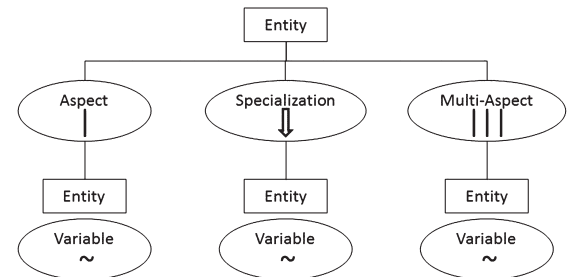 Entity
Aspect
Specialization
Multi-Aspect
Entity
Entity
Entity
Variable
~
Variable
~
Variable
~